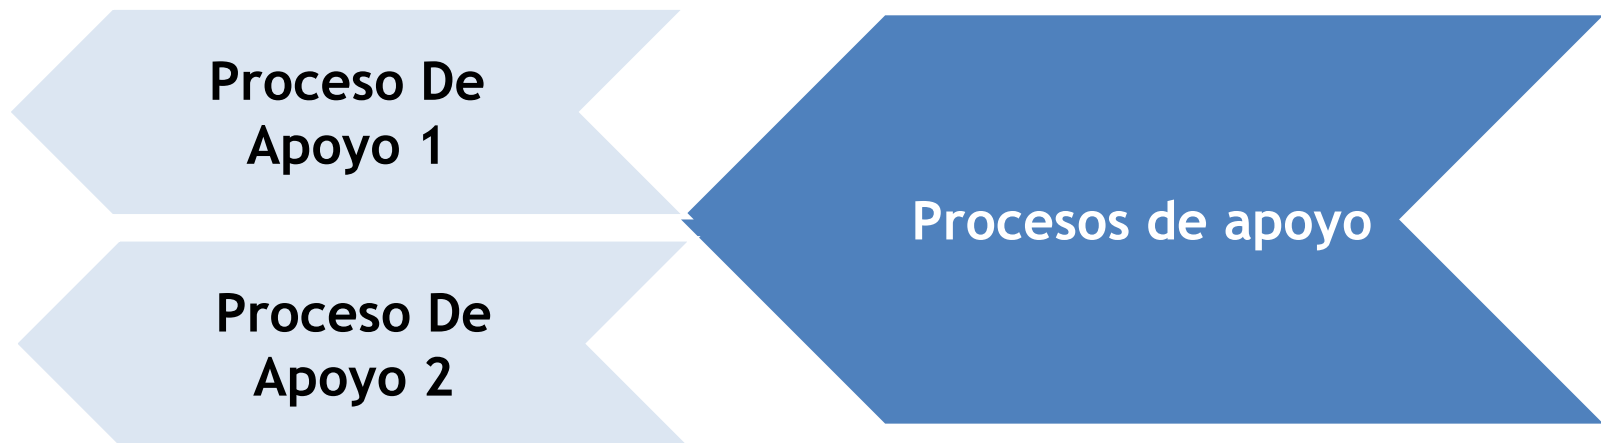 Proceso De
Apoyo 1
Procesos de apoyo
Proceso De
Apoyo 2